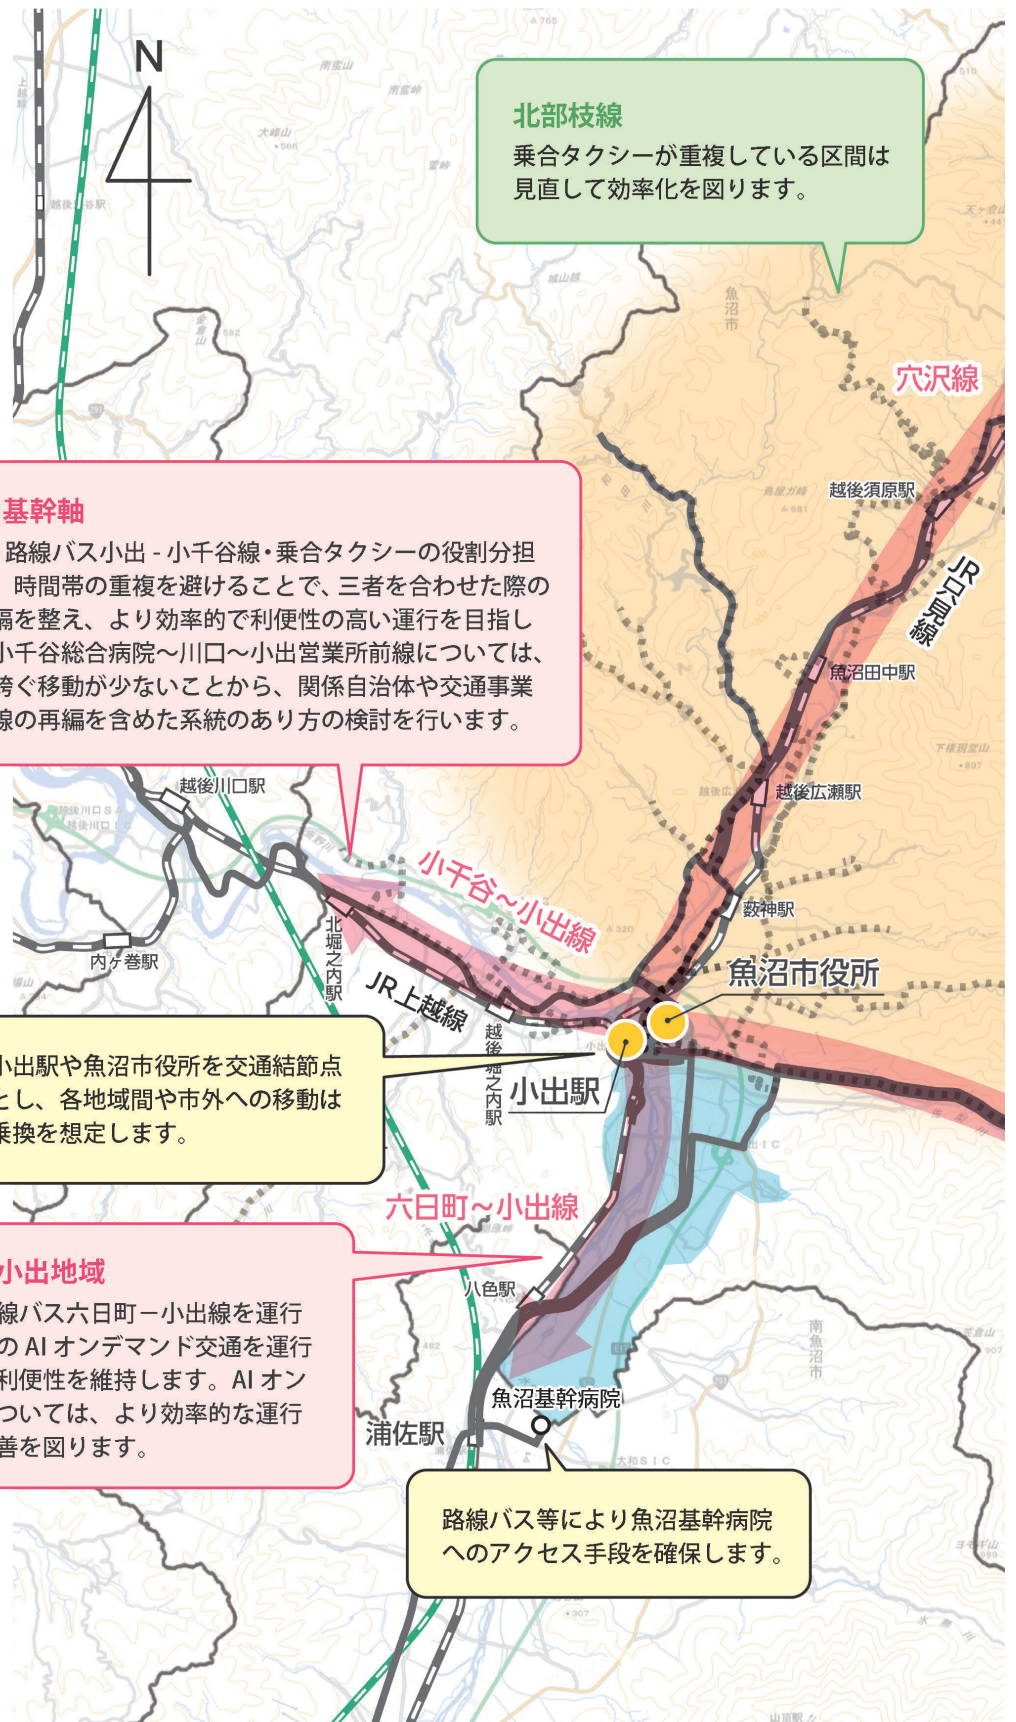 N
北部枝線
乗合タクシーが重複している区間は
見直して効率化を図ります。
魚沼市
穴沢線
越後須原駅
JR只見線
魚沼田中駅
越後広瀬駅
藪神駅
基幹軸
路線バス小出 - 小千谷線・乗合タクシーの役割分担
時間帯の重複を避けることで、三者を合わせた際の
幅を整え、より効率的で利便性の高い運行を目指し
小千谷総合病院～川口～小出営業所前線については、
跨ぐ移動が少ないことから、関係自治体や交通事業
線の再編を含めた系統のあり方の検討を行います。
越後川口駅
内ヶ巻駅
小千谷～小出線
北堀之内駅
JR上越線
越後堀之内駅
魚沼市役所
小出駅
小出駅や魚沼市役所を交通結節点
とし、各地域間や市外への移動は
乗換を想定します。
六日町～小出線
八色駅
小出地域
線バス六日町－小出線を運行
の AI オンデマンド交通を運行
利便性を維持します。AI オン
ついては、より効率的な運行
善を図ります。
南魚沼市
魚沼基幹病院
浦佐駅
大和ＳＩＣ
路線バス等により魚沼基幹病院
へのアクセス手段を確保します。